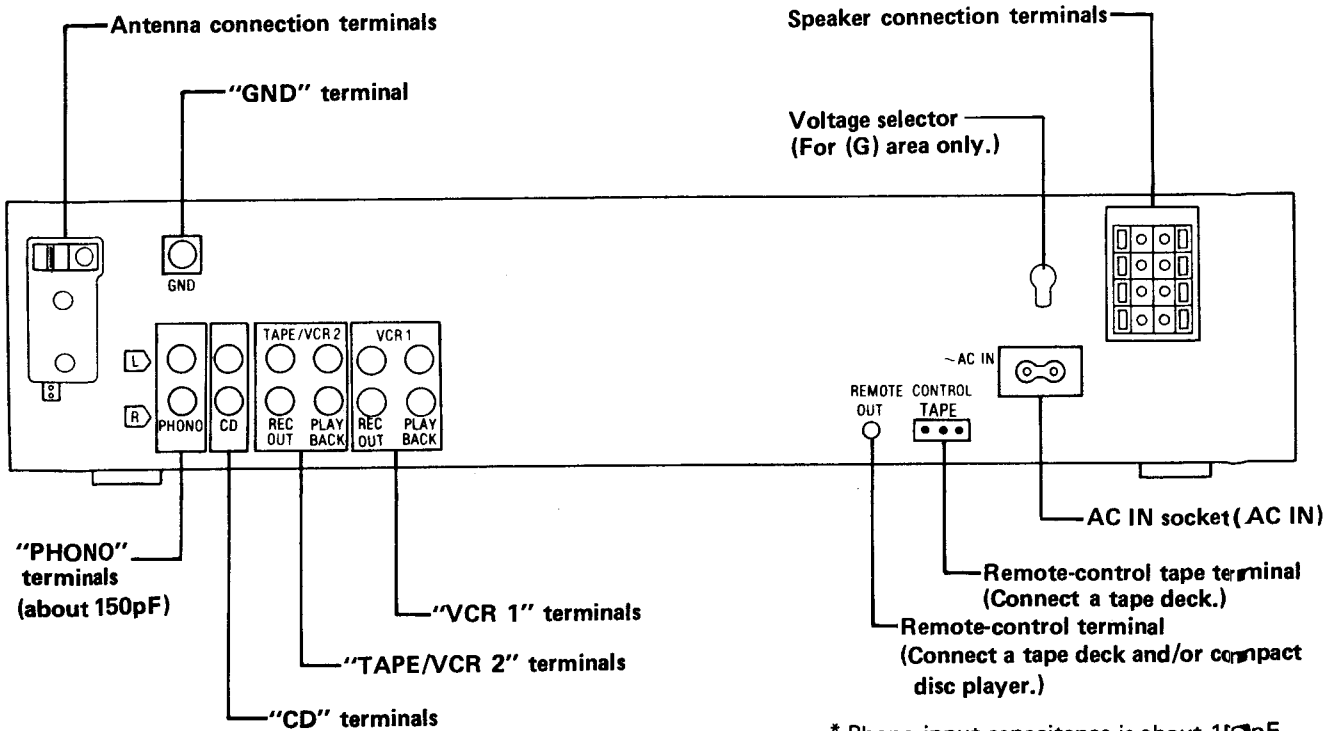 Antenna connection terminals
Speaker connection terminals
"GND" terminal
Voltage selector
(For (G) area only.)
GND
TAPE/VCR 2
VCR 1
L
R
PHONO
CD
REC OUT
PLAY BACK
REC OUT
PLAY BACK
~AC IN
REMOTE CONTROL
OUT
TAPE
AC IN socket (AC IN)
"PHONO"
terminals
(about 150pF)
Remote-control tape terminal
(Connect a tape deck.)
"VCR 1" terminals
Remote-control terminal
(Connect a tape deck and/or compact
disc player.)
"TAPE/VCR 2" terminals
"CD" terminals
* Phono input capacitance is about